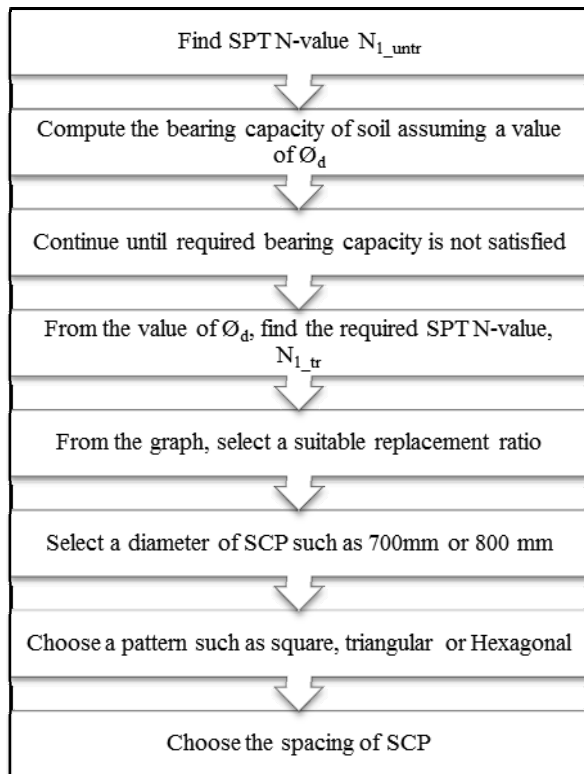 Find SPT N-value N1_untr
Compute the bearing capacity of soil assuming a value
of Ød
Continue until required bearing capacity is not satisfied
From the value of Ød, find the required SPT N-value,
N1_tr
From the graph, select a suitable replacement ratio
Select a diameter of SCP such as 700mm or 800 mm
Choose a pattern such as square, triangular or Hexagonal
Choose the spacing of SCP